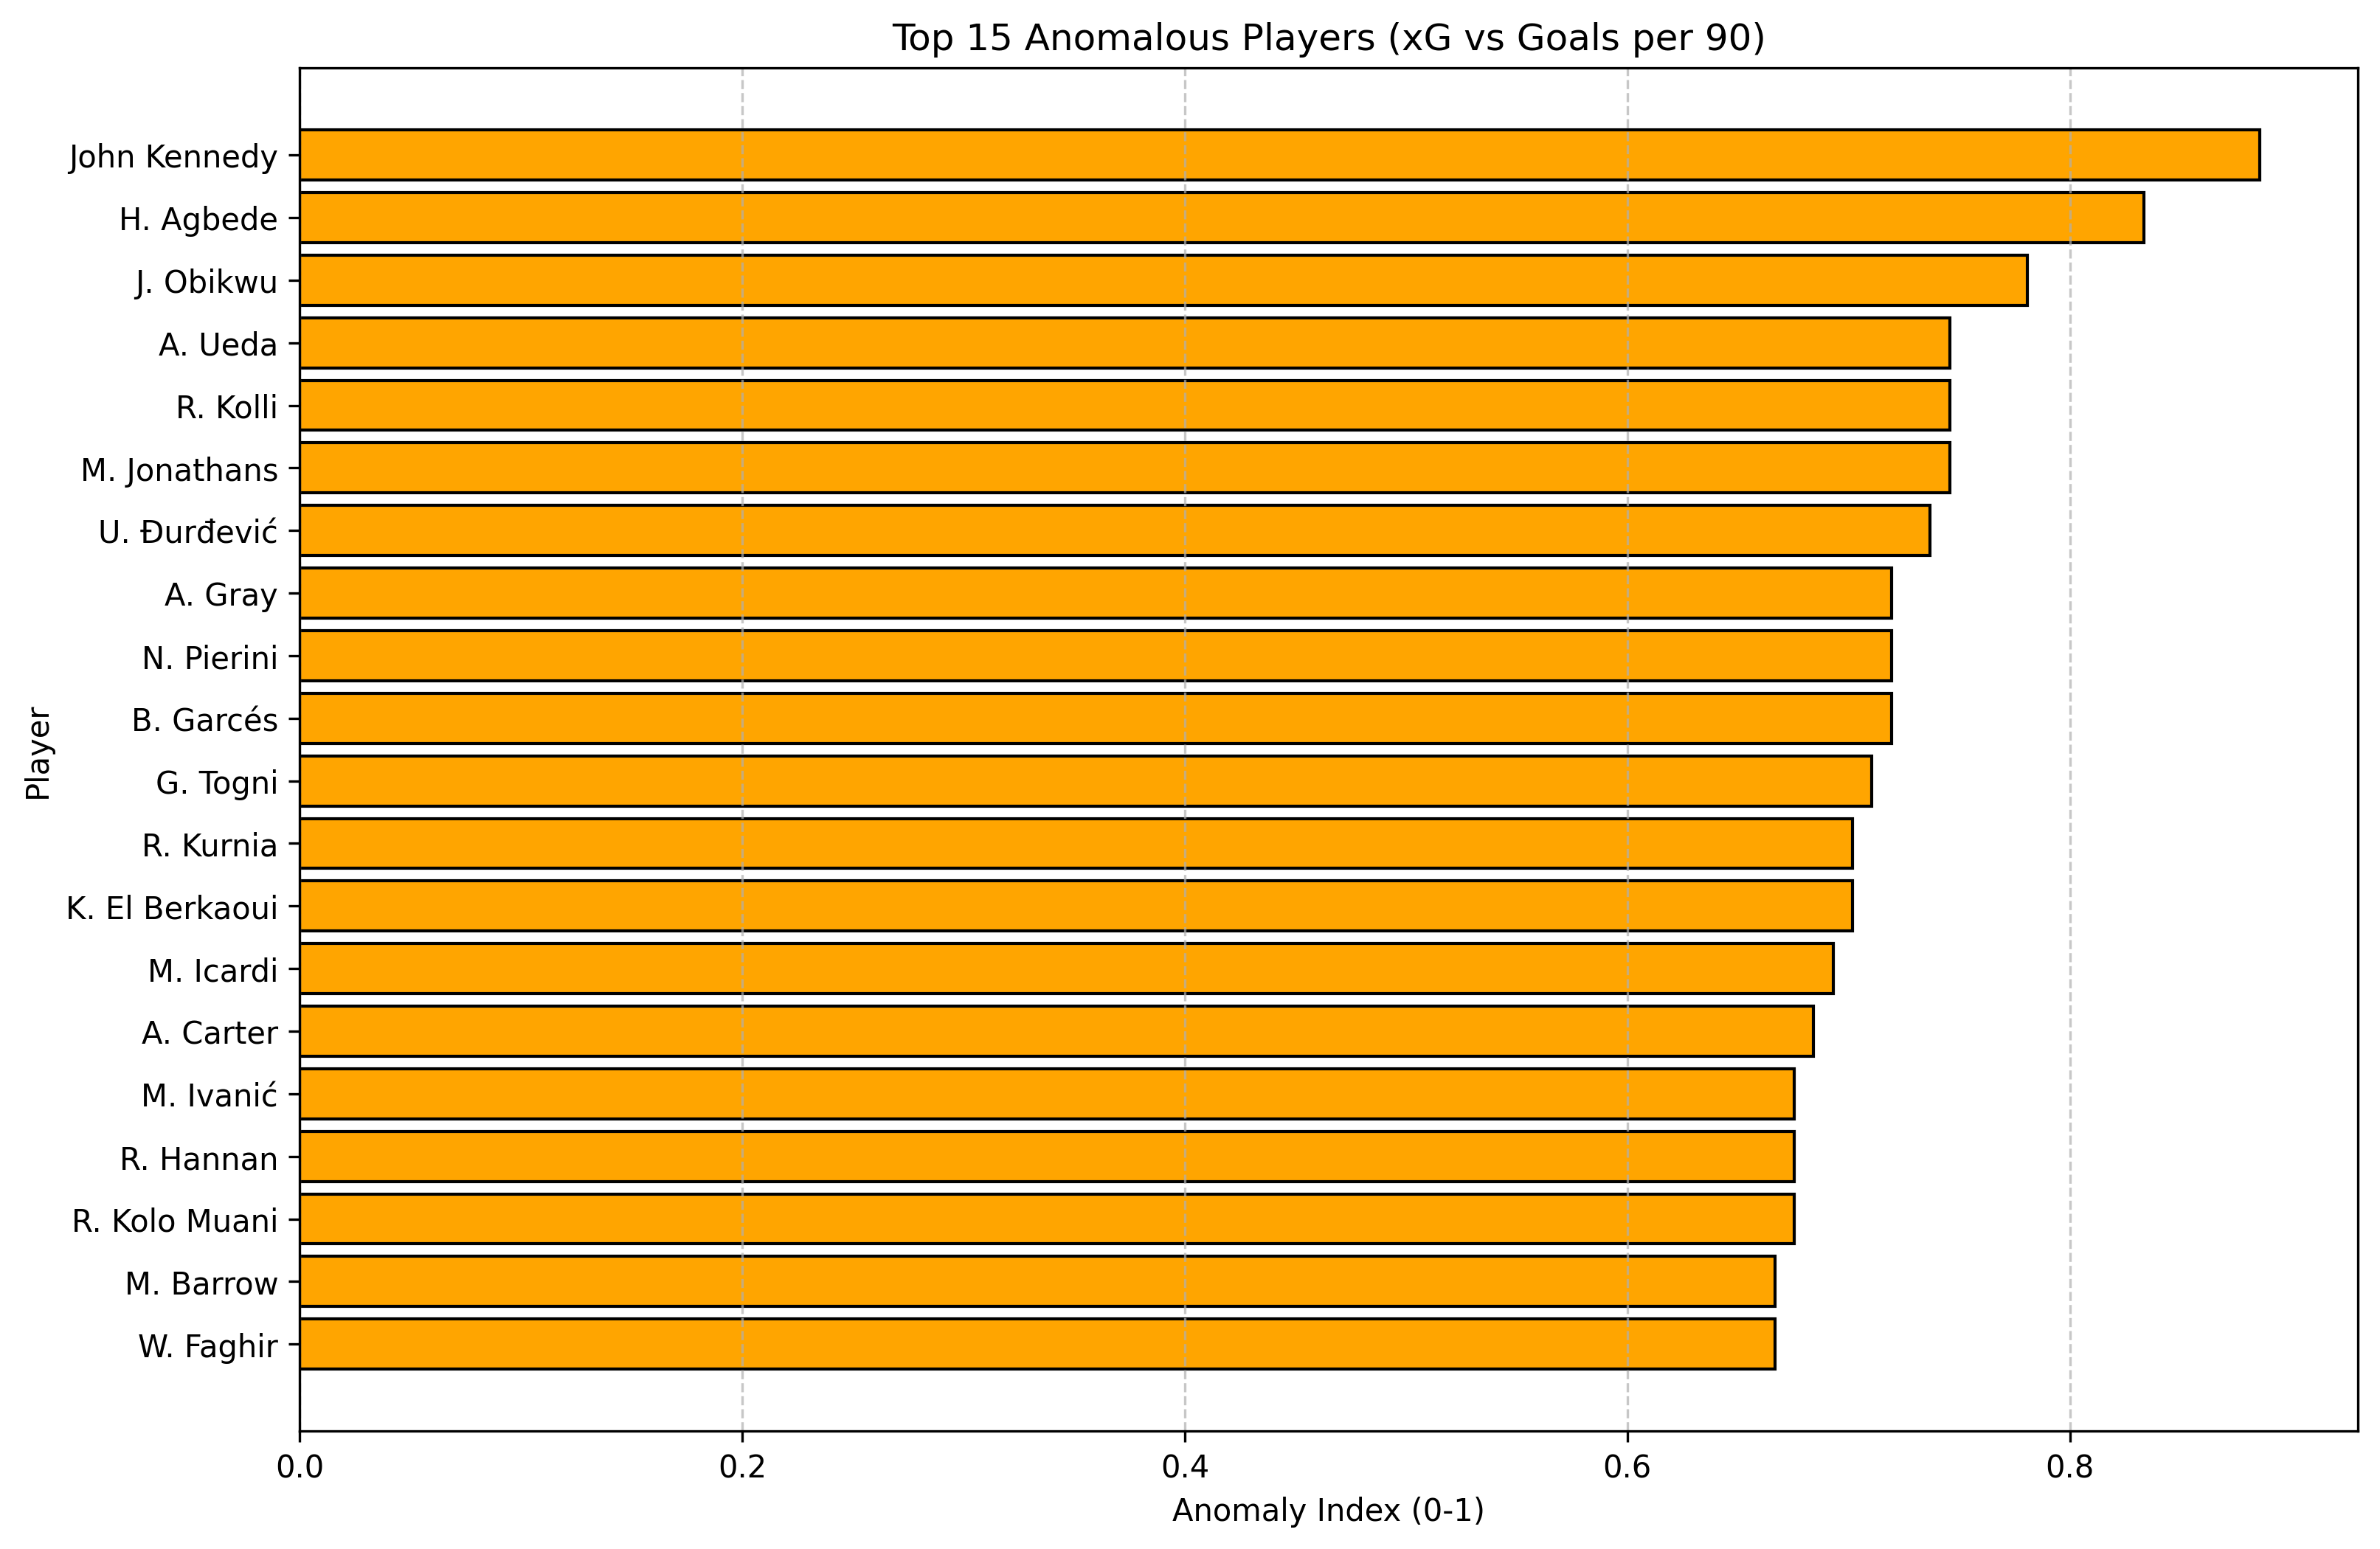 Top 15 Anomalous Players (xG vs Goals per 90)
Player
John Kennedy
H. Agbede
J. Obikwu
A. Ueda
R. Kolli
M. Jonathans
U. Đurđević
A. Gray
N. Pierini
B. Garcés
G. Togni
R. Kurnia
K. El Berkaoui
M. Icardi
A. Carter
M. Ivanić
R. Hannan
R. Kolo Muani
M. Barrow
W. Faghir
0.0 0.2 0.4 0.6 0.8
Anomaly Index (0-1)